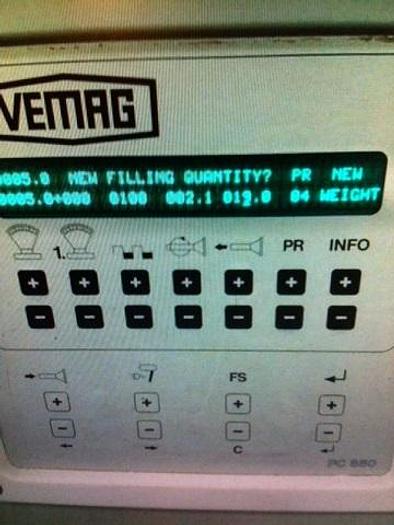 VEMAG
0005.0 NEW FILLING QUANTITY? PR NEW
0005.0+000 0100 002.1 019.0 04 WEIGHT
1. PR INFO
+ + + + + + +
- - - - - - -
FS
+ + + +
- - - -
C
PC 880